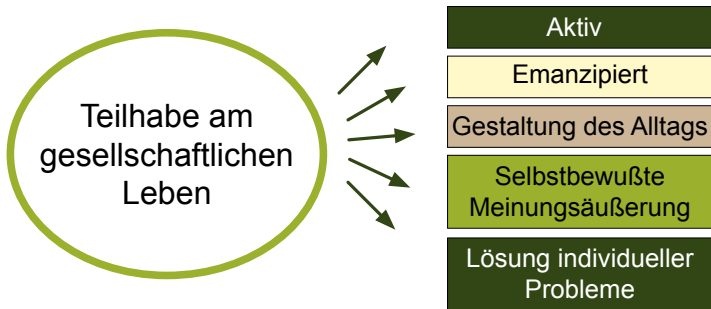 Teilhabe am
gesellschaftlichen
Leben
Aktiv
Emanzipiert
Gestaltung des Alltags
Selbstbewußte
Meinungsäußerung
Lösung individueller
Probleme